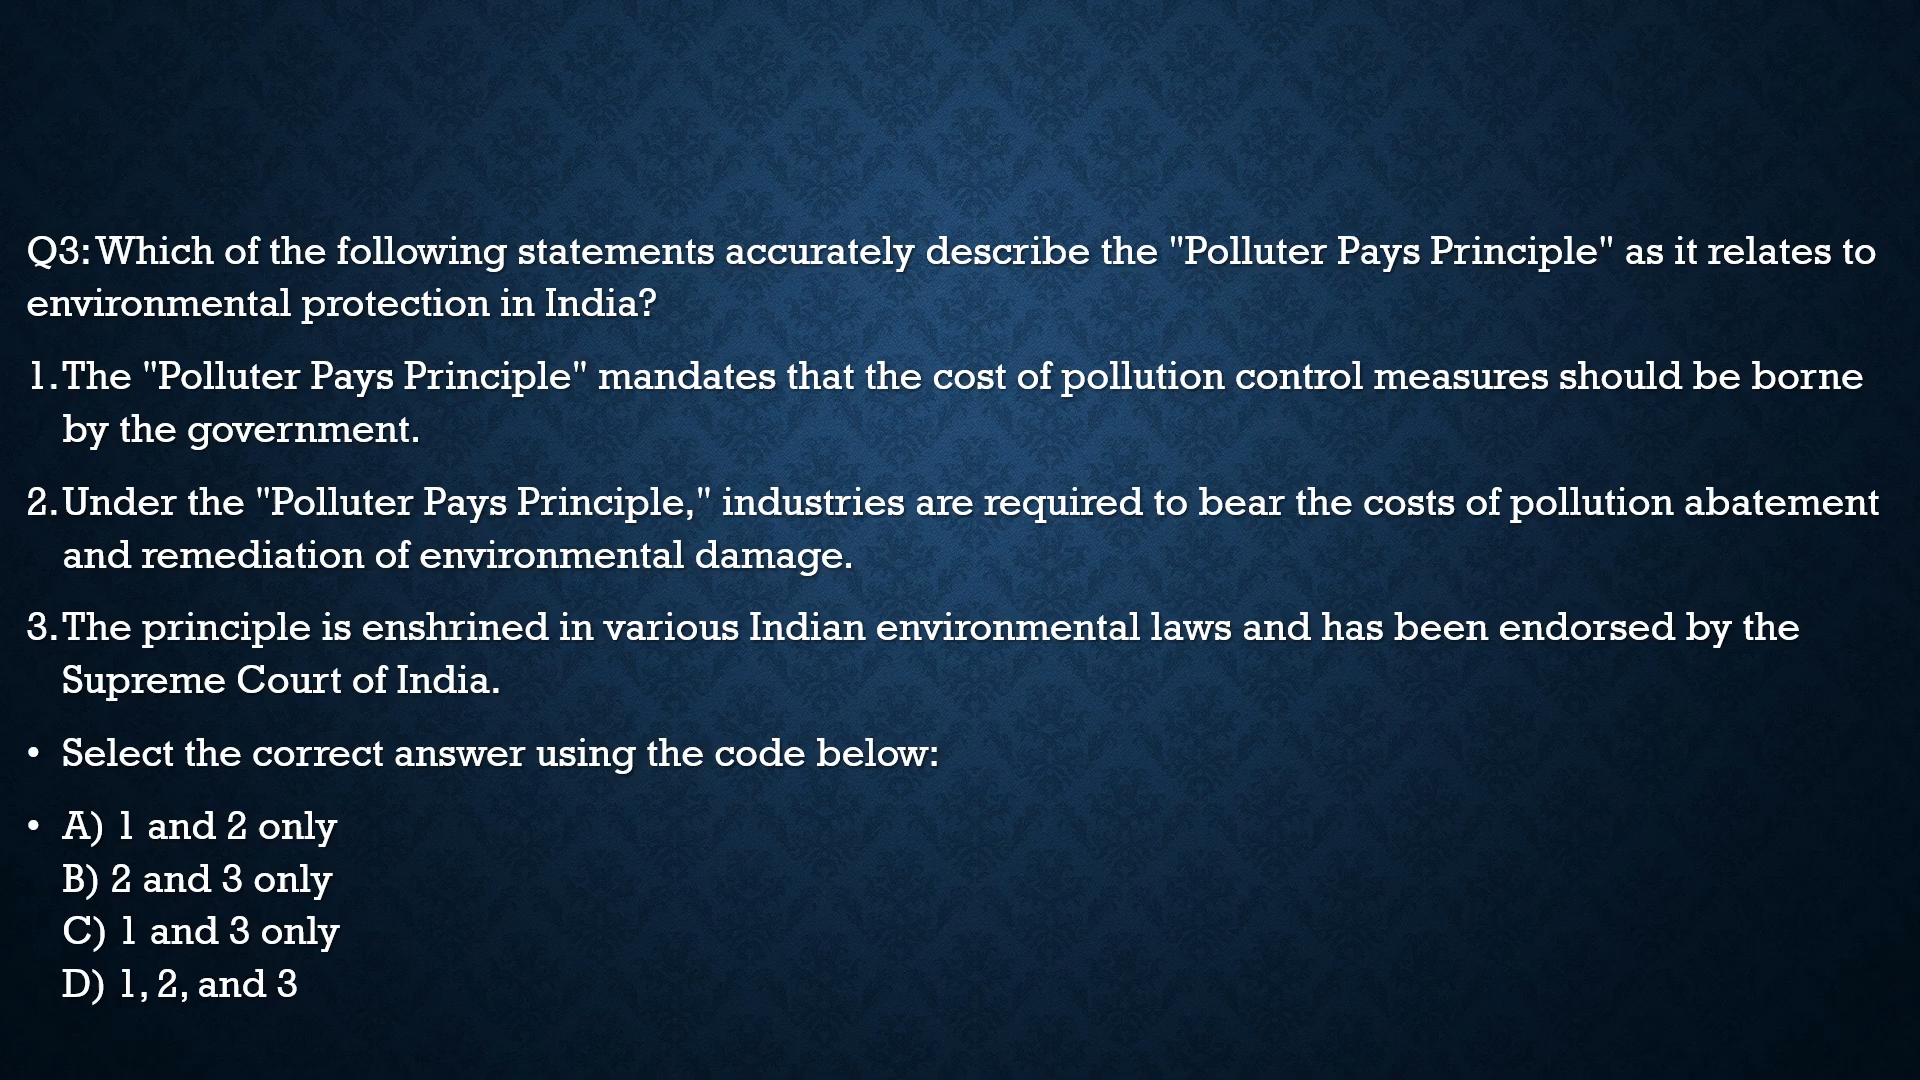 Q3: Which of the following statements accurately describe the "Polluter Pays Principle" as it relates to
environmental protection in India?
1. The "Polluter Pays Principle" mandates that the cost of pollution control measures should be borne
by the government.
2. Under the "Polluter Pays Principle," industries are required to bear the costs of pollution abatement
and remediation of environmental damage.
3. The principle is enshrined in various Indian environmental laws and has been endorsed by the
Supreme Court of India.
• Select the correct answer using the code below:
• A) 1 and 2 only
B) 2 and 3 only
C) 1 and 3 only
D) 1, 2, and 3